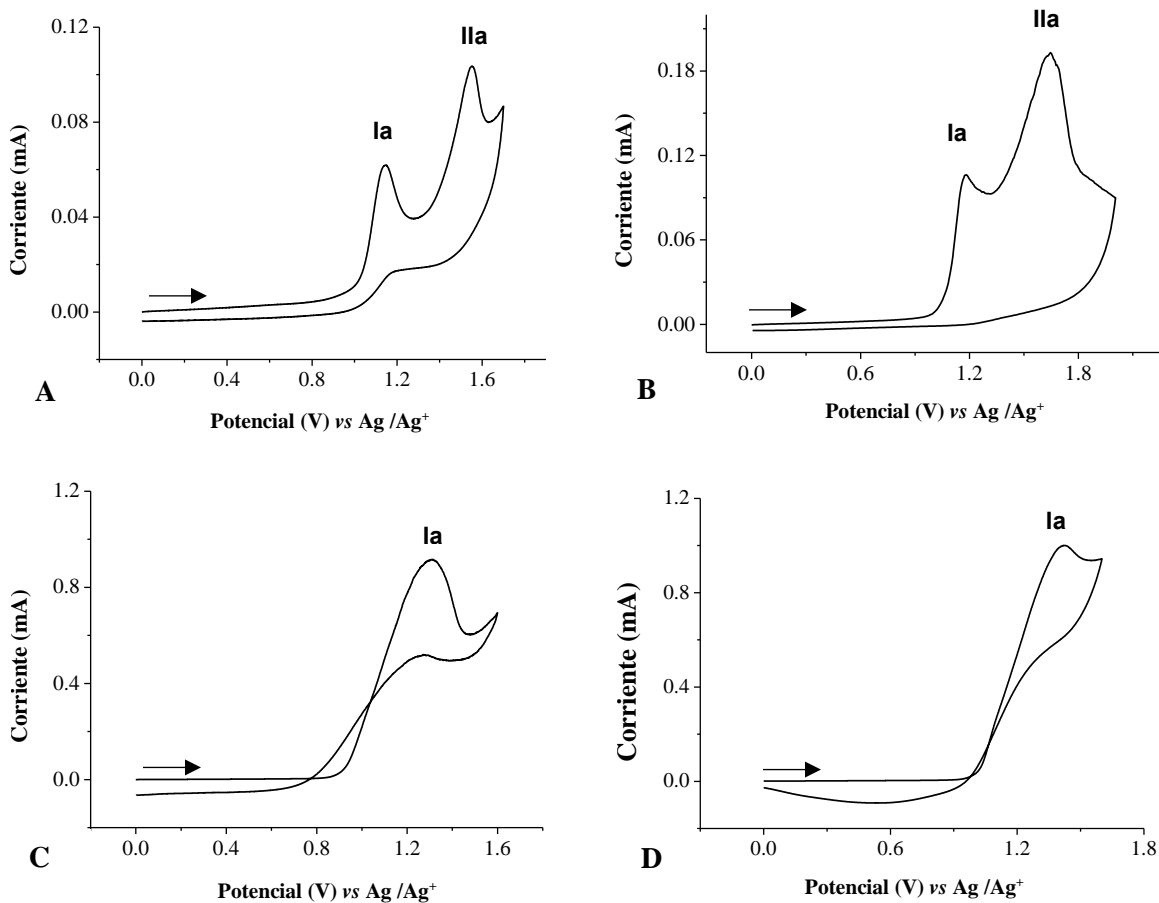 Ia
IIa
Corriente (mA)
0.12
0.08
0.04
0.00
0.0
0.4
0.8
1.2
1.6
A
Potencial (V) vs Ag /Ag⁺
Ia
IIa
Corriente (mA)
0.18
0.12
0.06
0.00
0.0
0.6
1.2
1.8
B
Potencial (V) vs Ag /Ag⁺
Ia
Corriente (mA)
1.2
0.8
0.4
0.0
0.0
0.4
0.8
1.2
1.6
C
Potencial (V) vs Ag /Ag⁺
Ia
Corriente (mA)
1.2
0.8
0.4
0.0
0.0
0.6
1.2
1.8
D
Potencial (V) vs Ag /Ag⁺